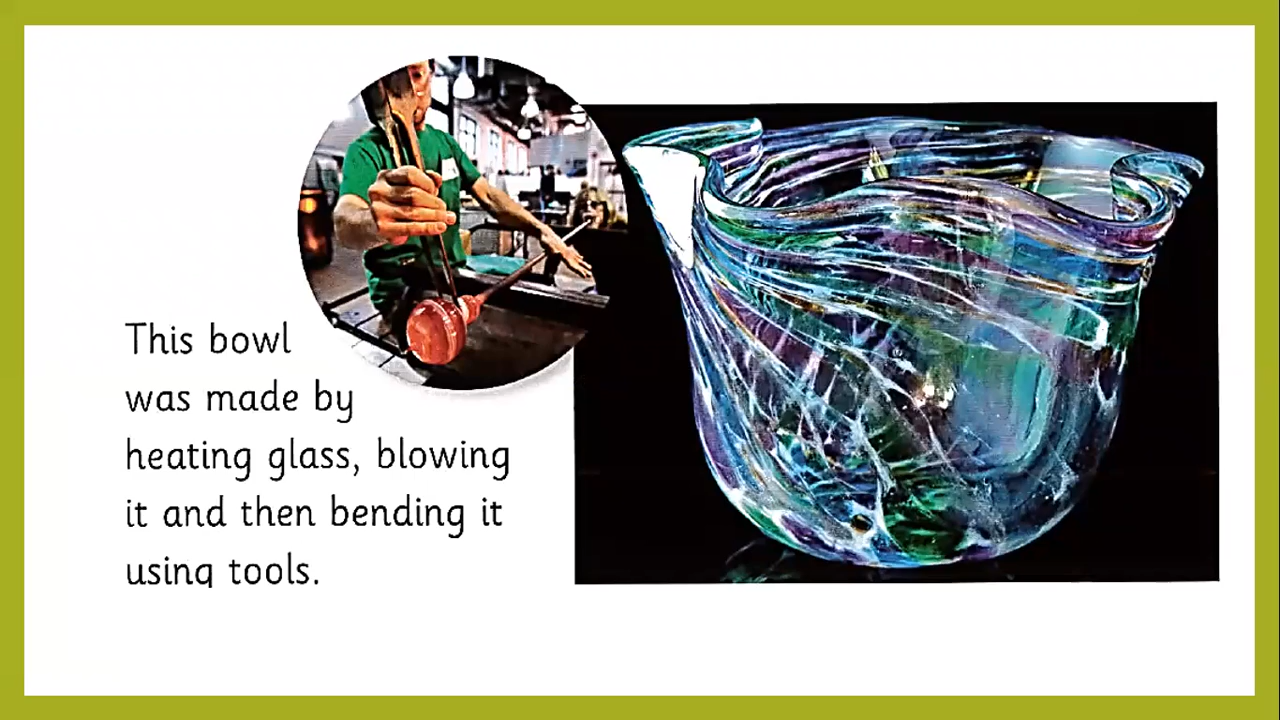 This bowl
was made by
heating glass, blowing
it and then bending it
using tools.